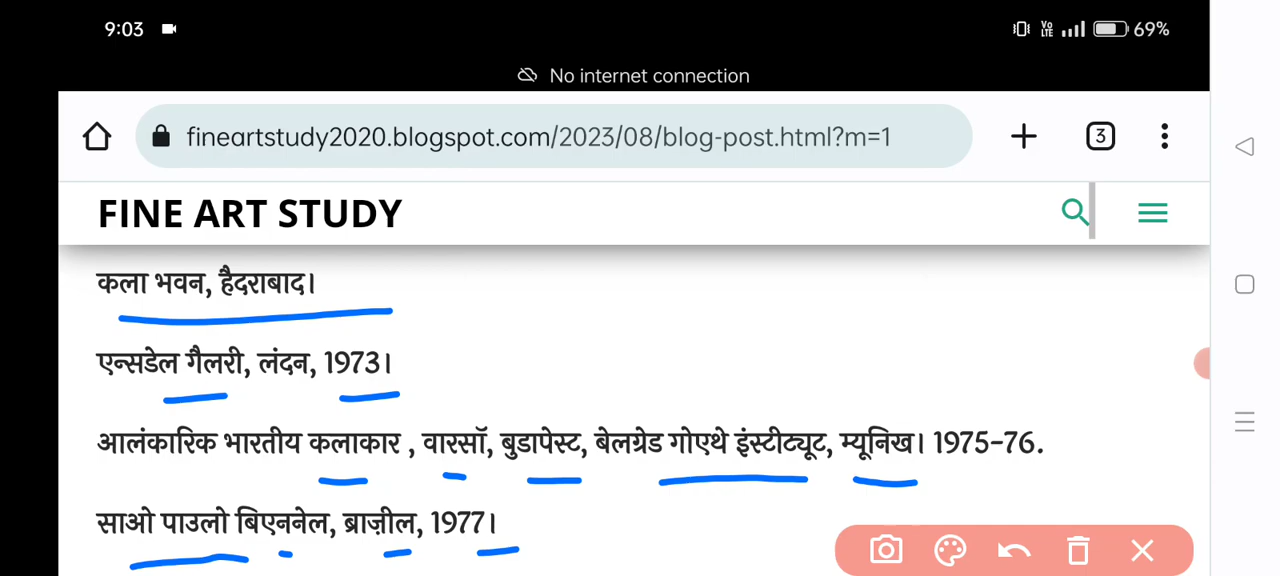 9:03 Vo LTE 69%
No internet connection
fineartstudy2020.blogspot.com/2023/08/blog-post.html?m=1 3
FINE ART STUDY
कला भवन, हैदराबाद।
एन्सडेल गैलरी, लंदन, 1973।
आलंकारिक भारतीय कलाकार , वारसॉ, बुडापेस्ट, बेलग्रेड गोएथे इंस्टीट्यूट, म्यूनिख। 1975-76.
साओ पाउलो बिएननेल, ब्राज़ील, 1977।